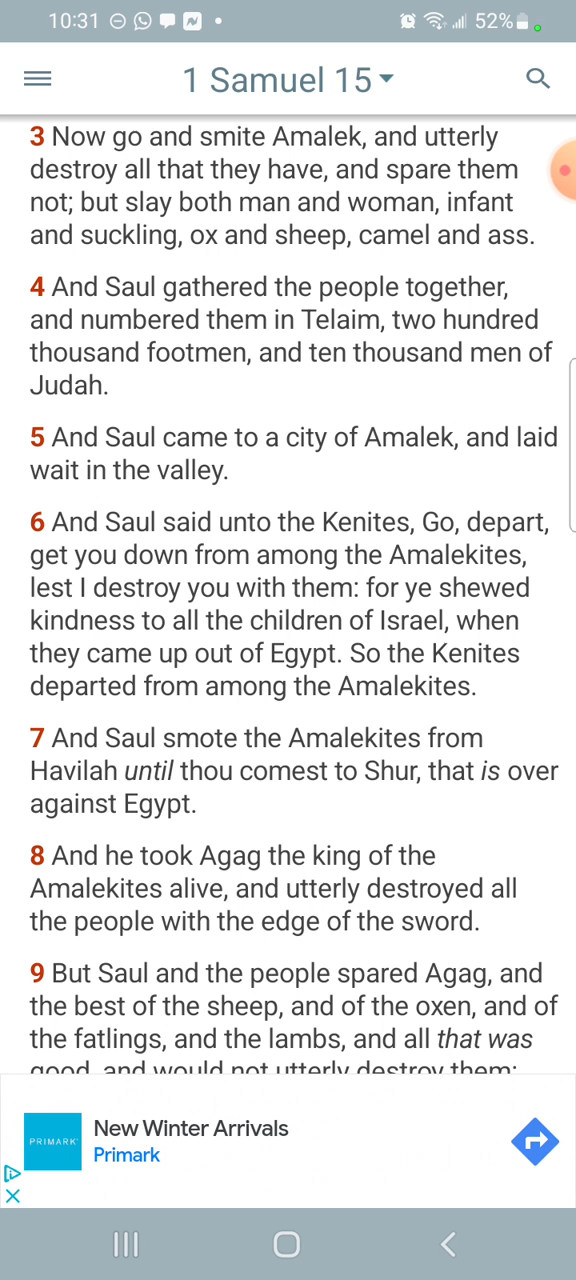 10:31
52%
1 Samuel 15
3 Now go and smite Amalek, and utterly
destroy all that they have, and spare them
not; but slay both man and woman, infant
and suckling, ox and sheep, camel and ass.
4 And Saul gathered the people together,
and numbered them in Telaim, two hundred
thousand footmen, and ten thousand men of
Judah.
5 And Saul came to a city of Amalek, and laid
wait in the valley.
6 And Saul said unto the Kenites, Go, depart,
get you down from among the Amalekites,
lest I destroy you with them: for ye shewed
kindness to all the children of Israel, when
they came up out of Egypt. So the Kenites
departed from among the Amalekites.
7 And Saul smote the Amalekites from
Havilah until thou comest to Shur, that is over
against Egypt.
8 And he took Agag the king of the
Amalekites alive, and utterly destroyed all
the people with the edge of the sword.
9 But Saul and the people spared Agag, and
the best of the sheep, and of the oxen, and of
the fatlings, and the lambs, and all that was
good, and would not utterly destroy them:
PRIMARK
New Winter Arrivals
Primark